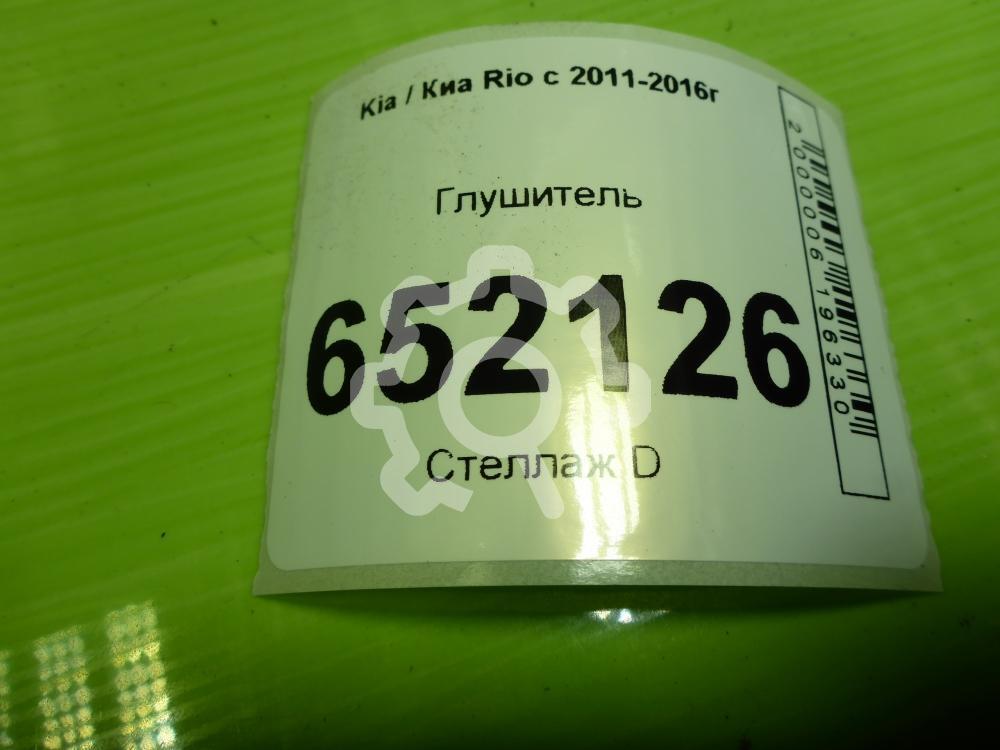 Kia / Киа Rio с 2011-2016г
Глушитель
652126
Стеллаж D
2000006196330